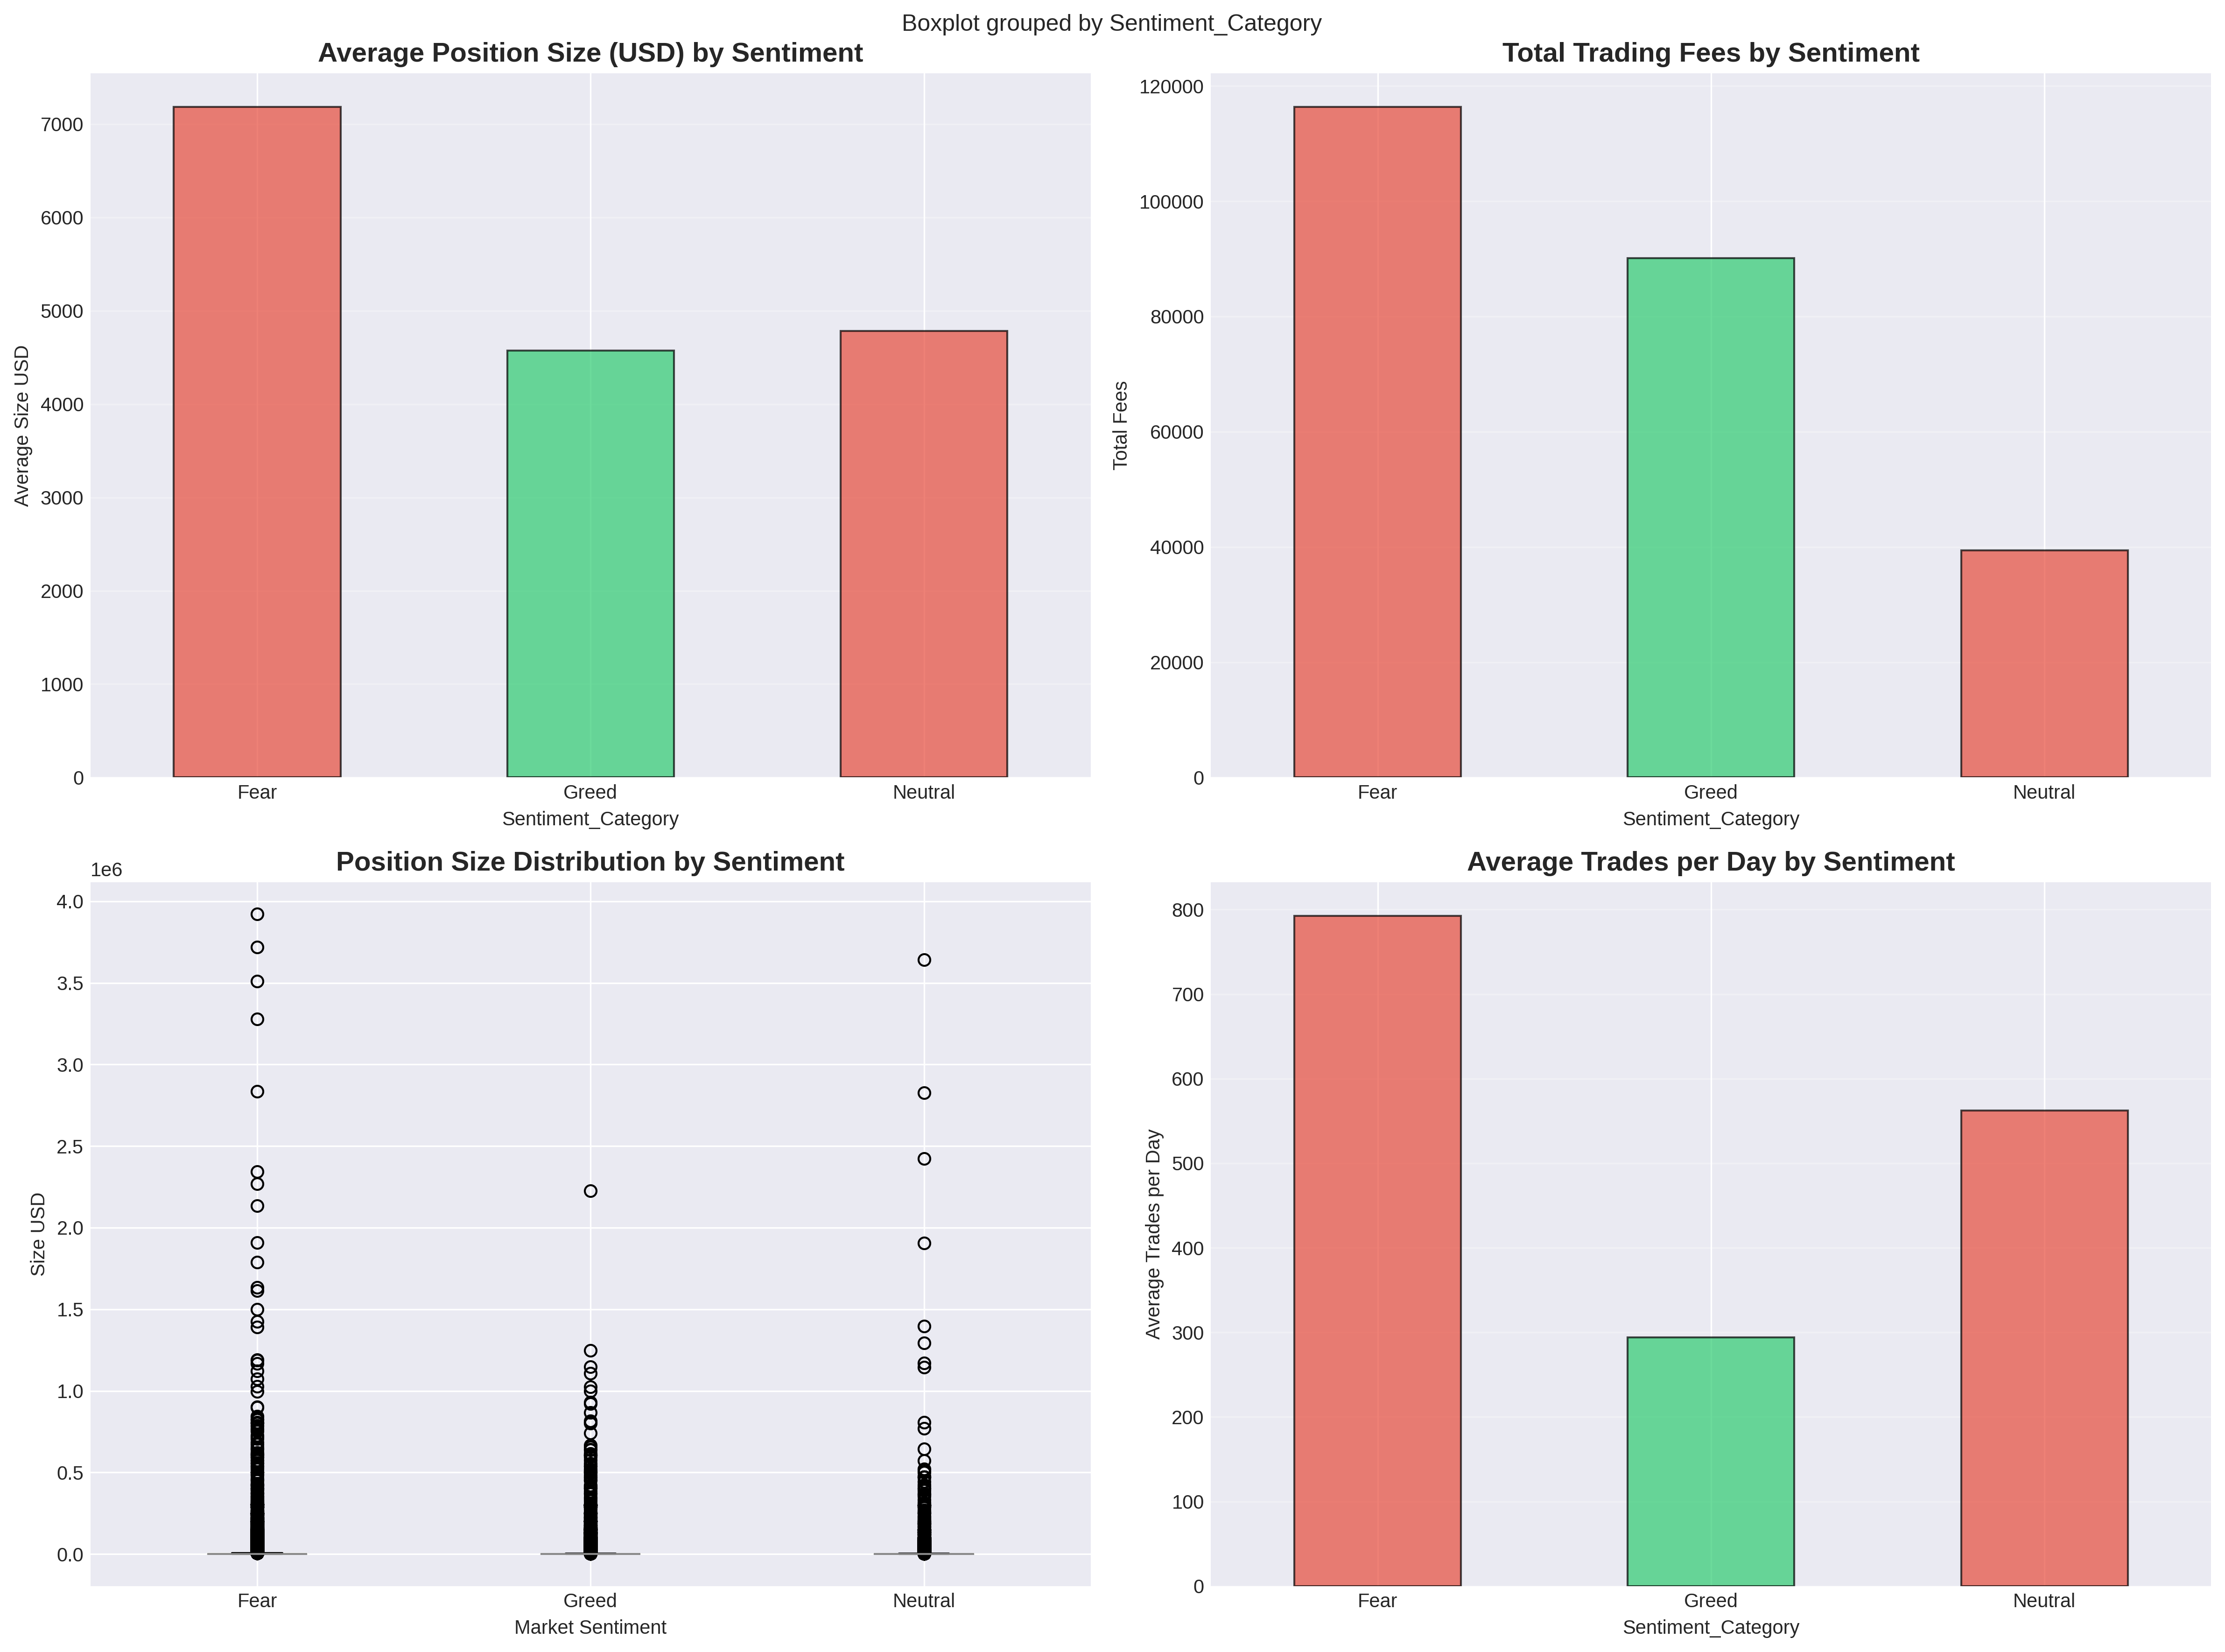 Boxplot grouped by Sentiment_Category
Average Position Size (USD) by Sentiment
7000
6000
5000
4000
3000
2000
1000
0
Average Size USD
Fear Greed Neutral
Sentiment_Category
Total Trading Fees by Sentiment
120000
100000
80000
60000
40000
20000
0
Total Fees
Fear Greed Neutral
Sentiment_Category
Position Size Distribution by Sentiment
1e6
4.0
3.5
3.0
2.5
2.0
1.5
1.0
0.5
0.0
Size USD
Fear Greed Neutral
Market Sentiment
Average Trades per Day by Sentiment
800
700
600
500
400
300
200
100
0
Average Trades per Day
Fear Greed Neutral
Sentiment_Category